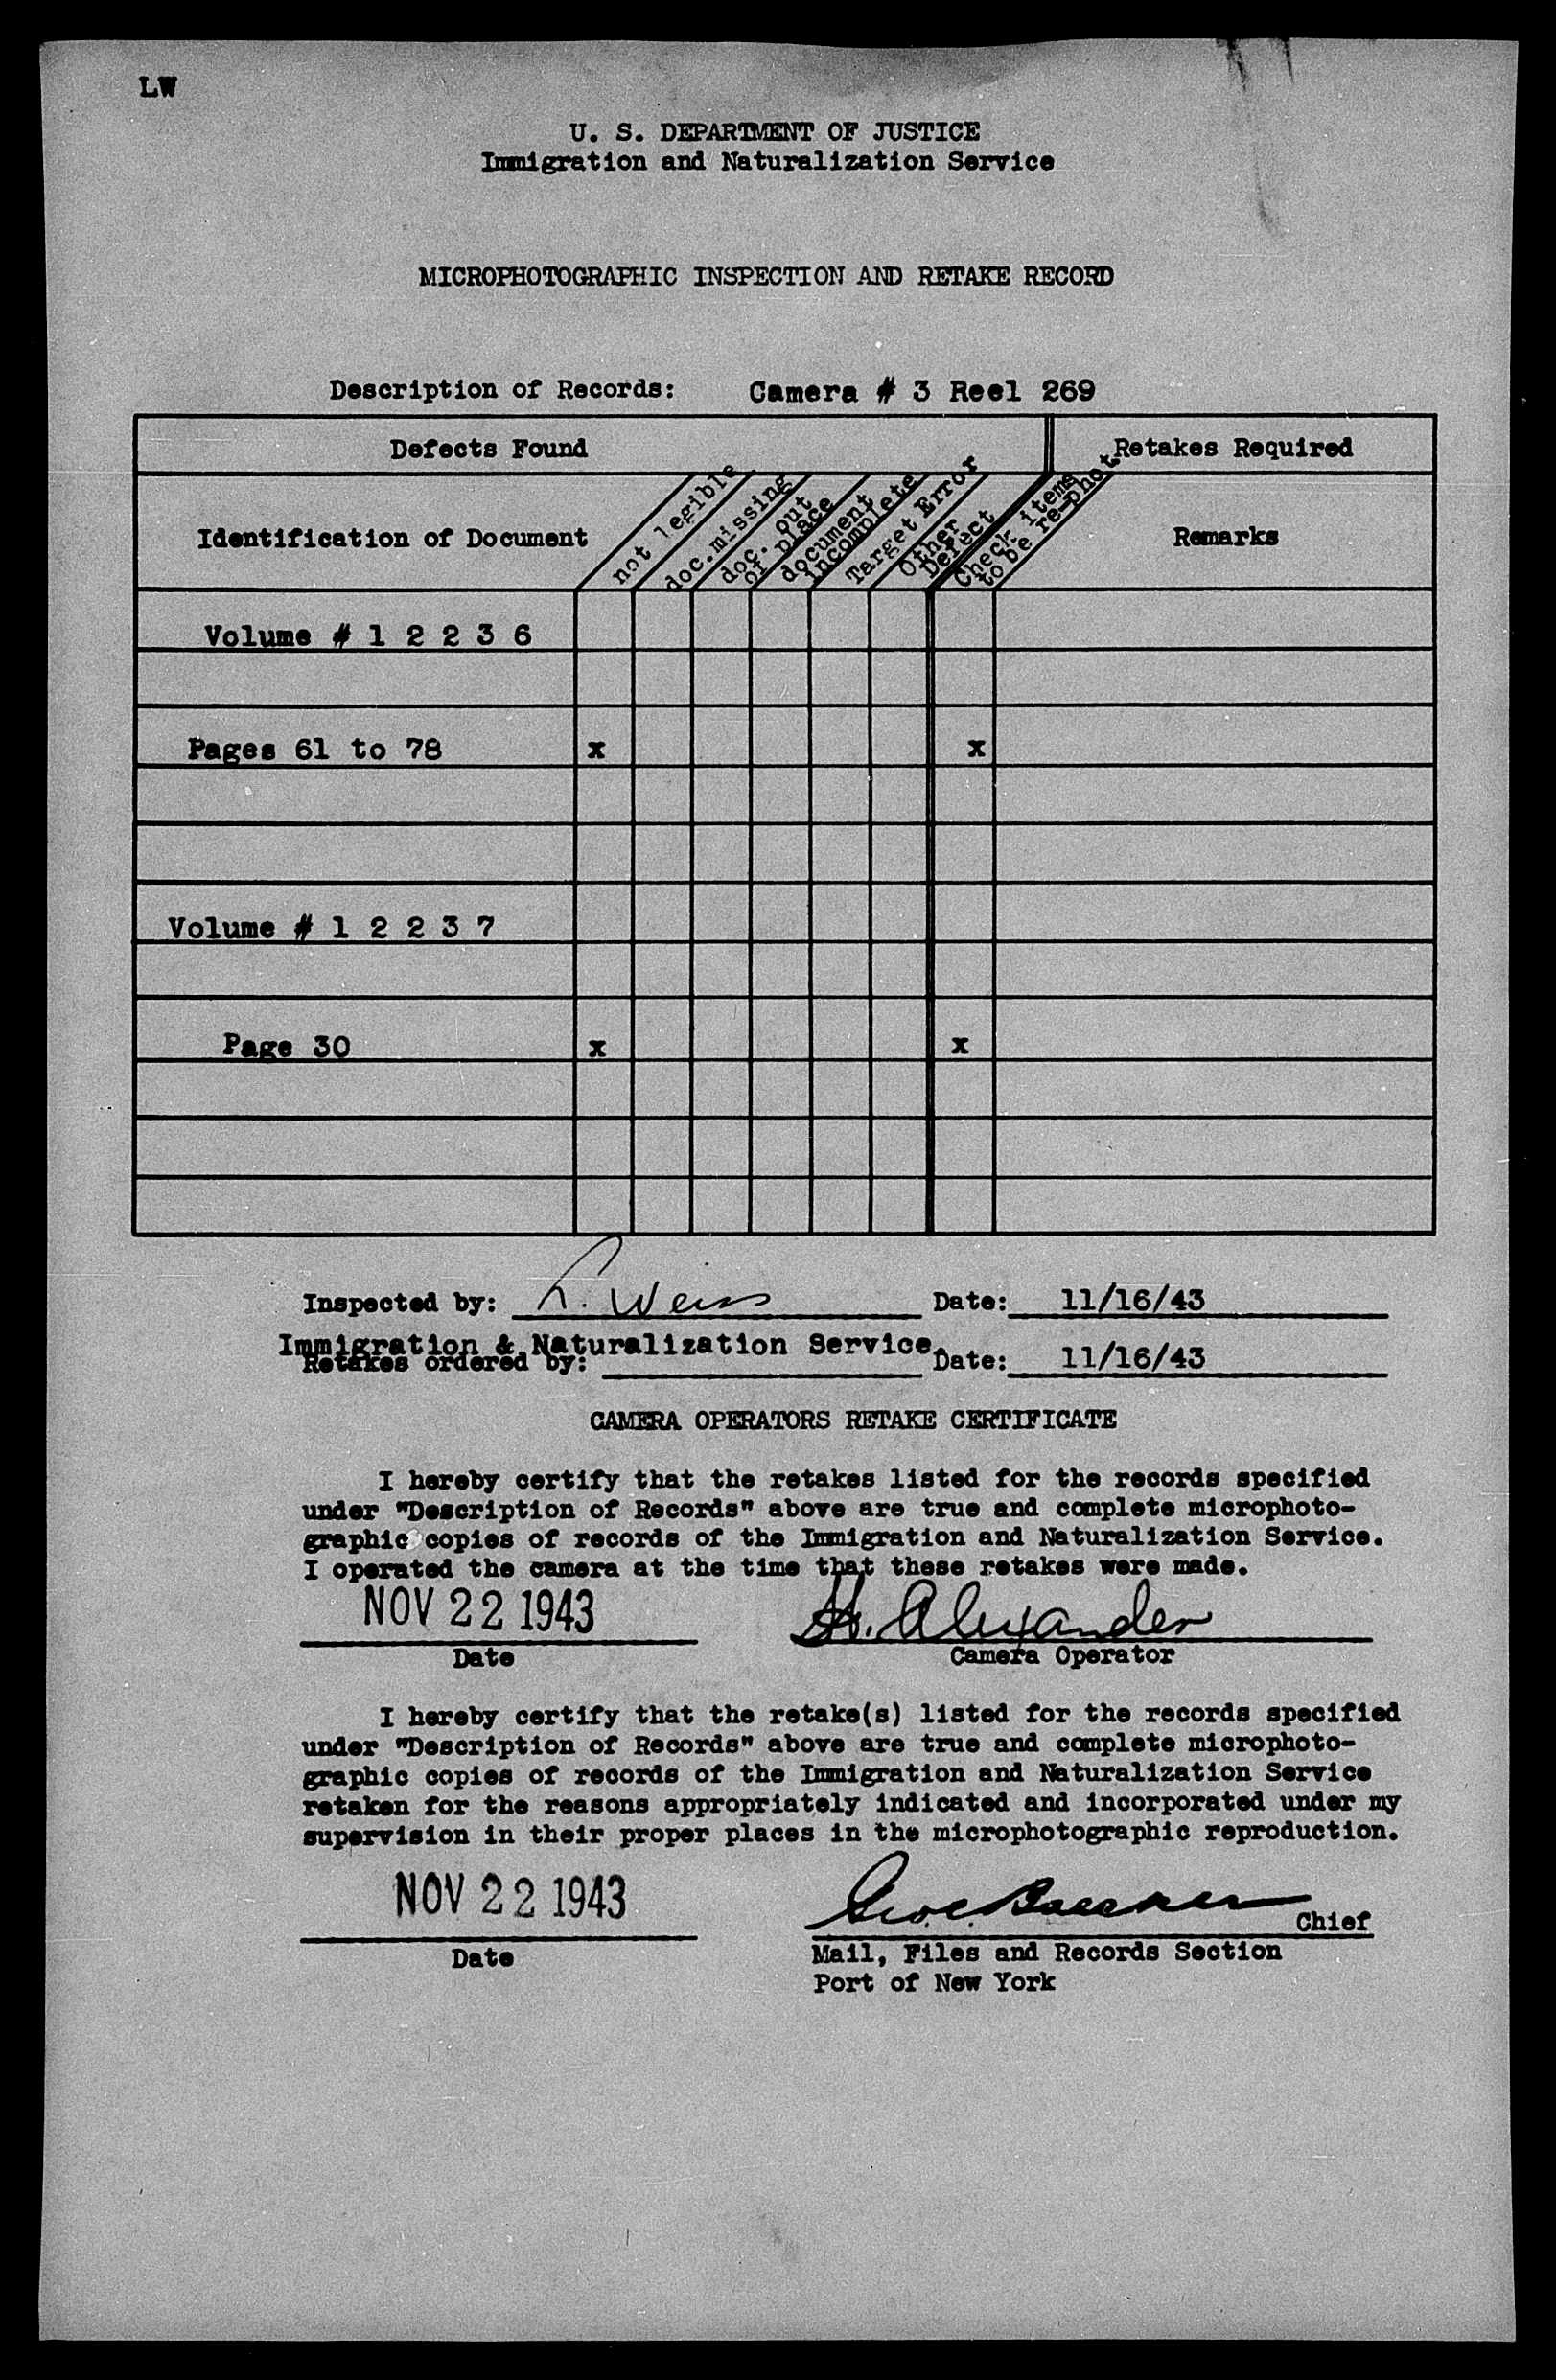 LW
U. S. DEPARTMENT OF JUSTICE
Immigration and Naturalization Service
MICROPHOTOGRAPHIC INSPECTION AND RETAKE RECORD
Description of Records: Camera # 3 Reel 269
Defects Found Retakes Required
Identification of Document
not legible
doc.missing
doc. out
of place
document
incomplete
Target Error
Other
Defect
Check items
to be re-phot.
Remarks
Volume # 1 2 2 3 6
Pages 61 to 78 x x
Volume # 1 2 2 3 7
Page 30 x x
Inspected by: L. Weiss Date: 11/16/43
Immigration & Naturalization Service.
Retakes ordered by: Date: 11/16/43
CAMERA OPERATORS RETAKE CERTIFICATE
I hereby certify that the retakes listed for the records specified
under "Description of Records" above are true and complete microphoto-
graphic copies of records of the Immigration and Naturalization Service.
I operated the camera at the time that these retakes were made.
NOV 22 1943 H. Alexander
Date Camera Operator
I hereby certify that the retake(s) listed for the records specified
under "Description of Records" above are true and complete microphoto-
graphic copies of records of the Immigration and Naturalization Service
retaken for the reasons appropriately indicated and incorporated under my
supervision in their proper places in the microphotographic reproduction.
NOV 22 1943 Chief
Date Mail, Files and Records Section
Port of New York